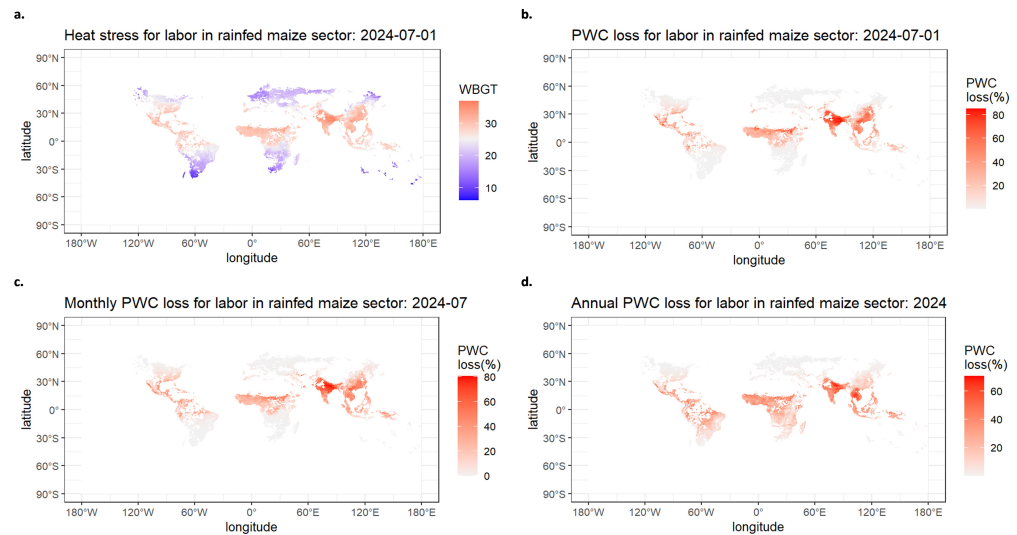 a.
Heat stress for labor in rainfed maize sector: 2024-07-01
90°N
60°N
30°N
0°
30°S
60°S
90°S
latitude
180°W
120°W
60°W
0°
60°E
120°E
180°E
longitude
WBGT
30
20
10
b.
PWC loss for labor in rainfed maize sector: 2024-07-01
90°N
60°N
30°N
0°
30°S
60°S
90°S
latitude
180°W
120°W
60°W
0°
60°E
120°E
180°E
longitude
PWC
loss(%)
80
60
40
20
c.
Monthly PWC loss for labor in rainfed maize sector: 2024-07
90°N
60°N
30°N
0°
30°S
60°S
90°S
latitude
180°W
120°W
60°W
0°
60°E
120°E
180°E
longitude
PWC
loss(%)
80
60
40
20
0
d.
Annual PWC loss for labor in rainfed maize sector: 2024
90°N
60°N
30°N
0°
30°S
60°S
90°S
latitude
180°W
120°W
60°W
0°
60°E
120°E
180°E
longitude
PWC
loss(%)
60
40
20